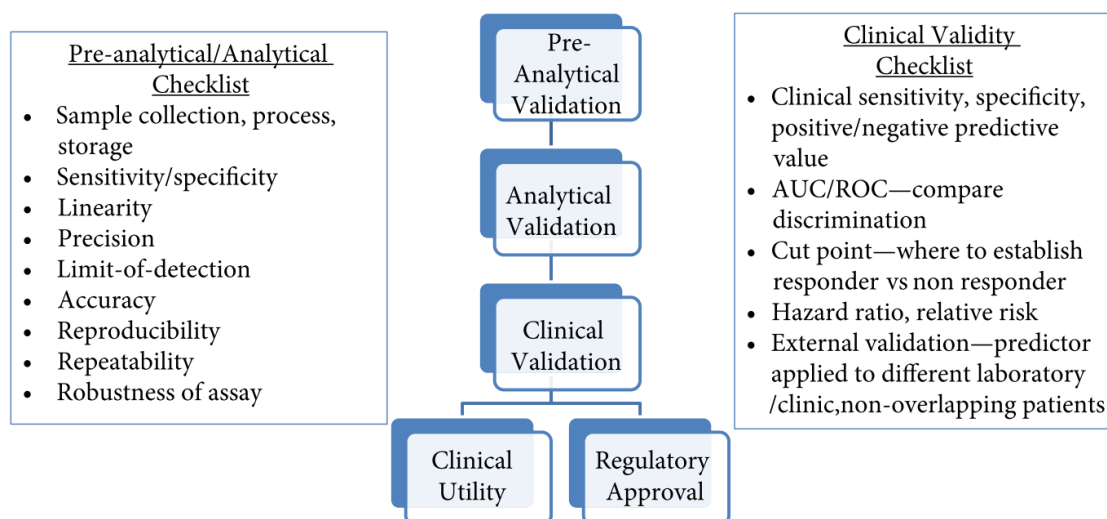 Pre-analytical/Analytical
Checklist
• Sample collection, process,
storage
• Sensitivity/specificity
• Linearity
• Precision
• Limit-of-detection
• Accuracy
• Reproducibility
• Repeatability
• Robustness of assay
Pre-
Analytical
Validation
Analytical
Validation
Clinical
Validation
Clinical
Utility
Regulatory
Approval
Clinical Validity
Checklist
• Clinical sensitivity, specificity,
positive/negative predictive
value
• AUC/ROC—compare
discrimination
• Cut point—where to establish
responder vs non responder
• Hazard ratio, relative risk
• External validation—predictor
applied to different laboratory
/clinic,non-overlapping patients